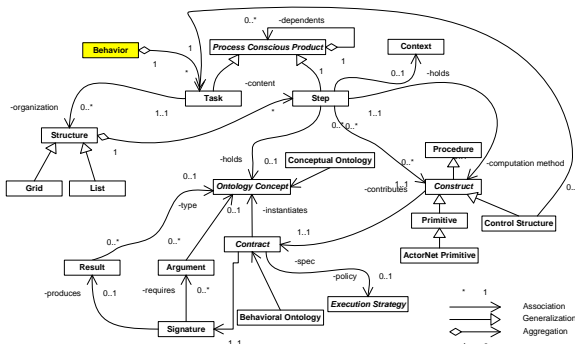 0..*
-dependents
Process Conscious Product
1
Behavior
1
1
*
Context
-content
1
0..1
-holds
-organization
0..*
1..1
Task
*
Step
1..1
Structure
1
0..*
0..*
0..*
Procedure
-holds
0..1
Conceptual Ontology
-computation method
Grid
List
0..1
Ontology Concept
-contributes
1..1
Construct
0..
-type
0..1
-instantiates
Primitive
Control Structure
0..*
0..*
1..1
Contract
ActorNet Primitive
Result
Argument
-spec
-policy
0..1
-produces
0..1
-requires
0..*
Behavioral Ontology
Execution Strategy
*
1
Signature
1..1
Association
Generalization
Aggregation